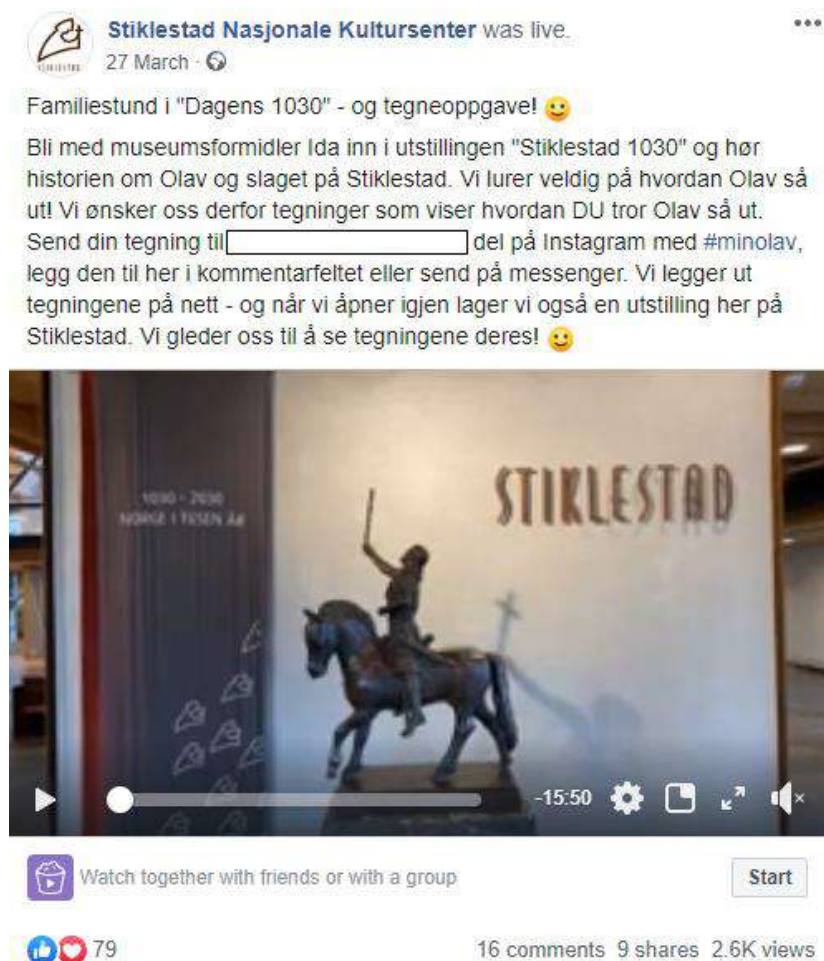 Stiklestad Nasjonale Kultursenter was live.
27 March ·
STIKLESTAD
Familiestund i "Dagens 1030" - og tegneoppgave! 🙂
Bli med museumsformidler Ida inn i utstillingen "Stiklestad 1030" og hør
historien om Olav og slaget på Stiklestad. Vi lurer veldig på hvordan Olav så
ut! Vi ønsker oss derfor tegninger som viser hvordan DU tror Olav så ut.
Send din tegning til del på Instagram med #minolav,
legg den til her i kommentarfeltet eller send på messenger. Vi legger ut
tegningene på nett - og når vi åpner igjen lager vi også en utstilling her på
Stiklestad. Vi gleder oss til å se tegningene deres! 🙂
1030 - 2030
NORGE I TUSEN ÅR
STIKLESTAD
-15:50
Watch together with friends or with a group
Start
79
16 comments 9 shares 2.6K views